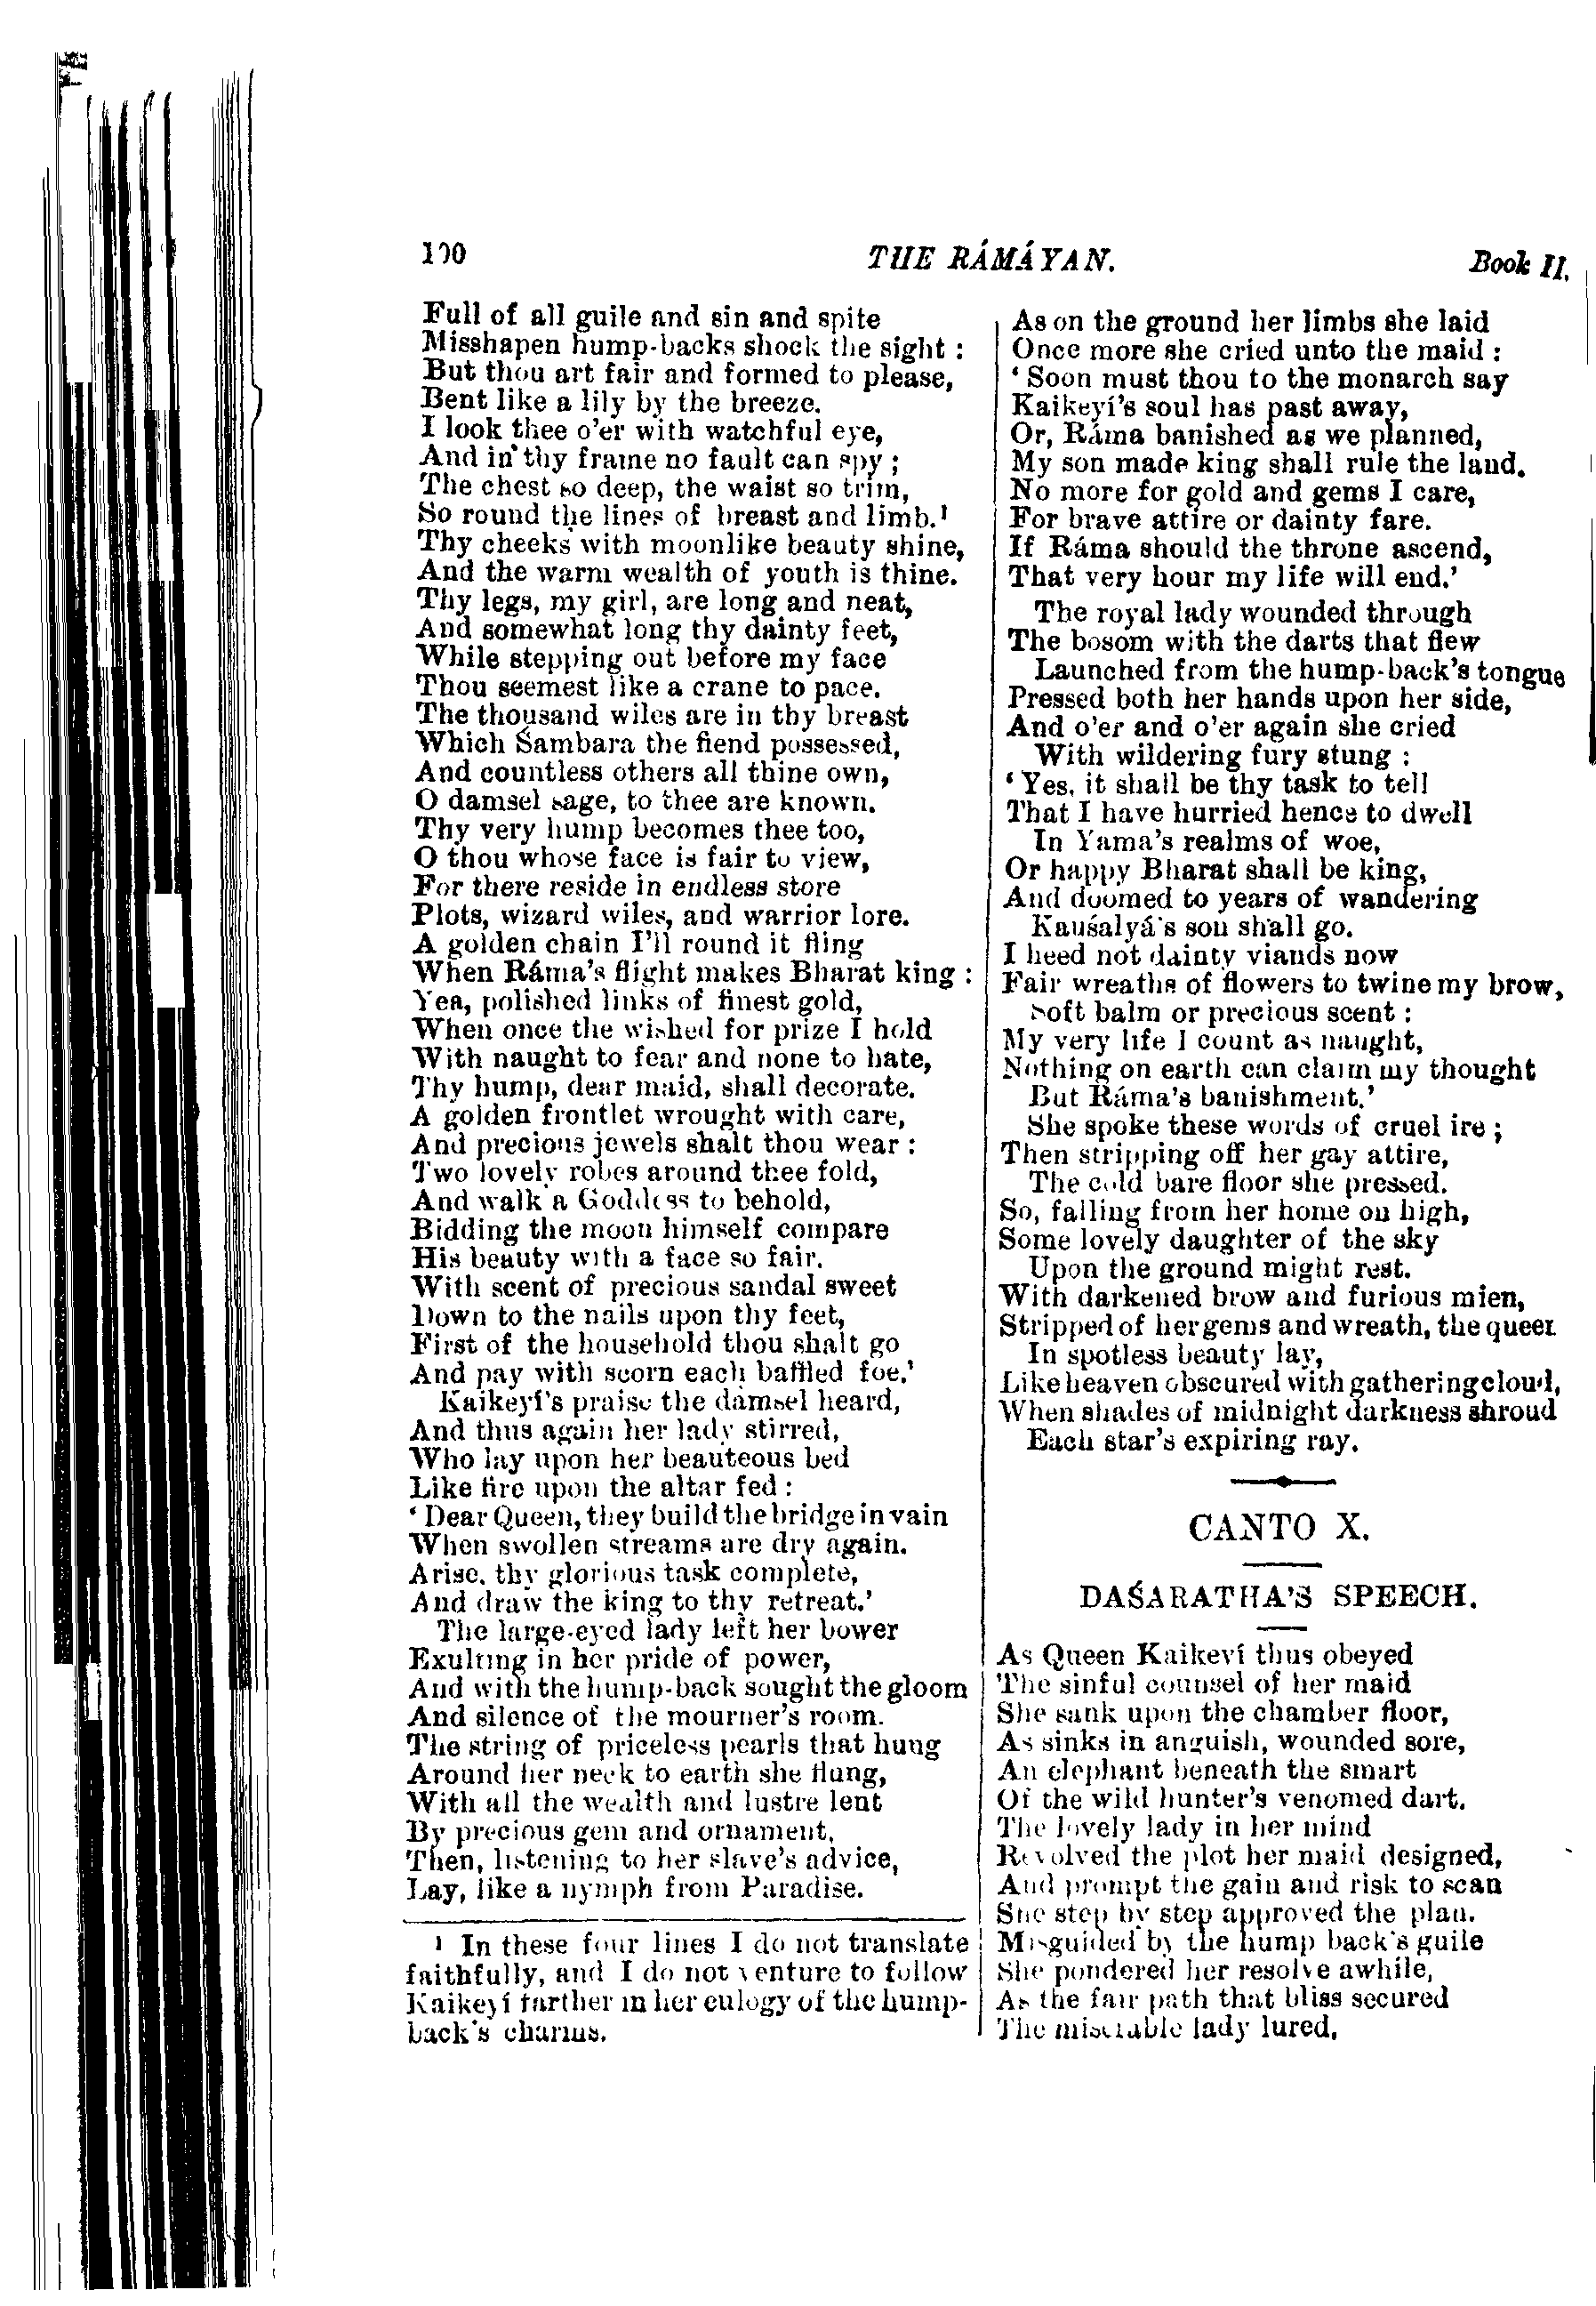 100
THE RÁMÁYAN.
Book II.
Full of all guile and sin and spite
Misshapen hump-backs shock the sight :
But thou art fair and formed to please,
Bent like a lily by the breeze.
I look thee o'er with watchful eye,
And in thy frame no fault can spy ;
The chest so deep, the waist so trim,
So round the lines of breast and limb.¹
Thy cheeks with moonlike beauty shine,
And the warm wealth of youth is thine.
Thy legs, my girl, are long and neat,
And somewhat long thy dainty feet,
While stepping out before my face
Thou seemest like a crane to pace.
The thousand wiles are in thy breast
Which Śambara the fiend possessed,
And countless others all thine own,
O damsel sage, to thee are known.
Thy very hump becomes thee too,
O thou whose face is fair to view,
For there reside in endless store
Plots, wizard wiles, and warrior lore.
A golden chain I'll round it fling
When Ráma's flight makes Bharat king :
Yea, polished links of finest gold,
When once the wished for prize I hold
With naught to fear and none to hate,
Thy hump, dear maid, shall decorate.
A golden frontlet wrought with care,
And precious jewels shalt thou wear :
Two lovely robes around thee fold,
And walk a Goddess to behold,
Bidding the moon himself compare
His beauty with a face so fair.
With scent of precious sandal sweet
Down to the nails upon thy feet,
First of the household thou shalt go
And pay with scorn each baffled foe.'
Kaikeyí's praise the damsel heard,
And thus again her lady stirred,
Who lay upon her beauteous bed
Like fire upon the altar fed :
' Dear Queen, they build the bridge in vain
When swollen streams are dry again.
Arise, thy glorious task complete,
And draw the king to thy retreat.'
The large-eyed lady left her bower
Exulting in her pride of power,
And with the hump-back sought the gloom
And silence of the mourner's room.
The string of priceless pearls that hung
Around her neck to earth she flung,
With all the wealth and lustre lent
By precious gem and ornament.
Then, listening to her slave's advice,
Lay, like a nymph from Paradise.
¹ In these four lines I do not translate
faithfully, and I do not venture to follow
Kaikeyí farther in her eulogy of the hump-
back's charms.
As on the ground her limbs she laid
Once more she cried unto the maid :
' Soon must thou to the monarch say
Kaikeyí's soul has past away,
Or, Ráma banished as we planned,
My son made king shall rule the land.
No more for gold and gems I care,
For brave attire or dainty fare.
If Ráma should the throne ascend,
That very hour my life will end.'
The royal lady wounded through
The bosom with the darts that flew
Launched from the hump-back's tongue
Pressed both her hands upon her side,
And o'er and o'er again she cried
With wildering fury stung :
' Yes, it shall be thy task to tell
That I have hurried hence to dwell
In Yama's realms of woe,
Or happy Bharat shall be king,
And doomed to years of wandering
Kauśalyá's son shall go.
I heed not dainty viands now
Fair wreaths of flowers to twine my brow,
Soft balm or precious scent :
My very life I count as naught,
Nothing on earth can claim my thought
But Ráma's banishment.'
She spoke these words of cruel ire ;
Then stripping off her gay attire,
The cold bare floor she pressed.
So, falling from her home on high,
Some lovely daughter of the sky
Upon the ground might rest.
With darkened brow and furious mien,
Stripped of her gems and wreath, the queen
In spotless beauty lay,
Like heaven obscured with gathering cloud,
When shades of midnight darkness shroud
Each star's expiring ray.
CANTO X.
DAŚARATHA'S SPEECH.
As Queen Kaikeyí thus obeyed
The sinful counsel of her maid
She sank upon the chamber floor,
As sinks in anguish, wounded sore,
An elephant beneath the smart
Of the wild hunter's venomed dart.
The lovely lady in her mind
Revolved the plot her maid designed,
And prompt the gain and risk to scan
She step by step approved the plan.
Misguided by the hump back's guile
She pondered her resolve awhile,
As the fair path that bliss secured
The miserable lady lured,